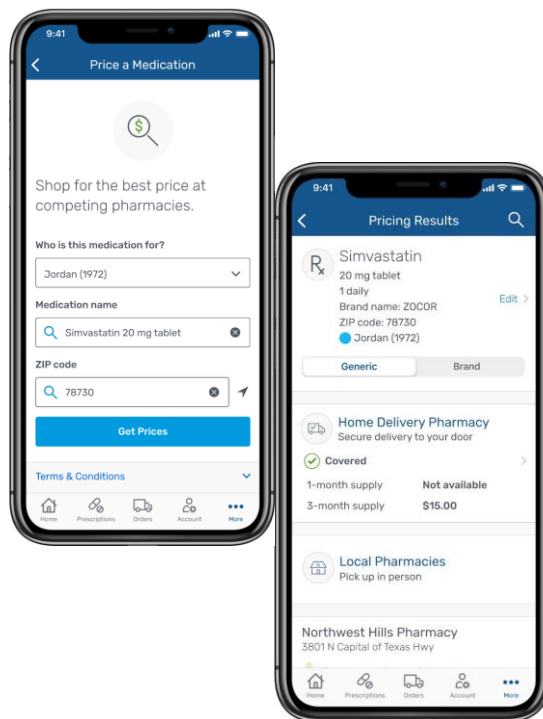 9:41
Price a Medication
$
Shop for the best price at
competing pharmacies.
Who is this medication for?
Jordan (1972)
Medication name
Simvastatin 20 mg tablet
ZIP code
78730
Get Prices
Terms & Conditions
Home Prescriptions Orders Account More
9:41
Pricing Results
Rx
Simvastatin
20 mg tablet
1 daily
Brand name: ZOCOR
Edit
ZIP code: 78730
Jordan (1972)
Generic Brand
Home Delivery Pharmacy
Secure delivery to your door
Covered
1-month supply Not available
3-month supply $15.00
Local Pharmacies
Pick up in person
Northwest Hills Pharmacy
3801 N Capital of Texas Hwy
Home Prescriptions Orders Account More